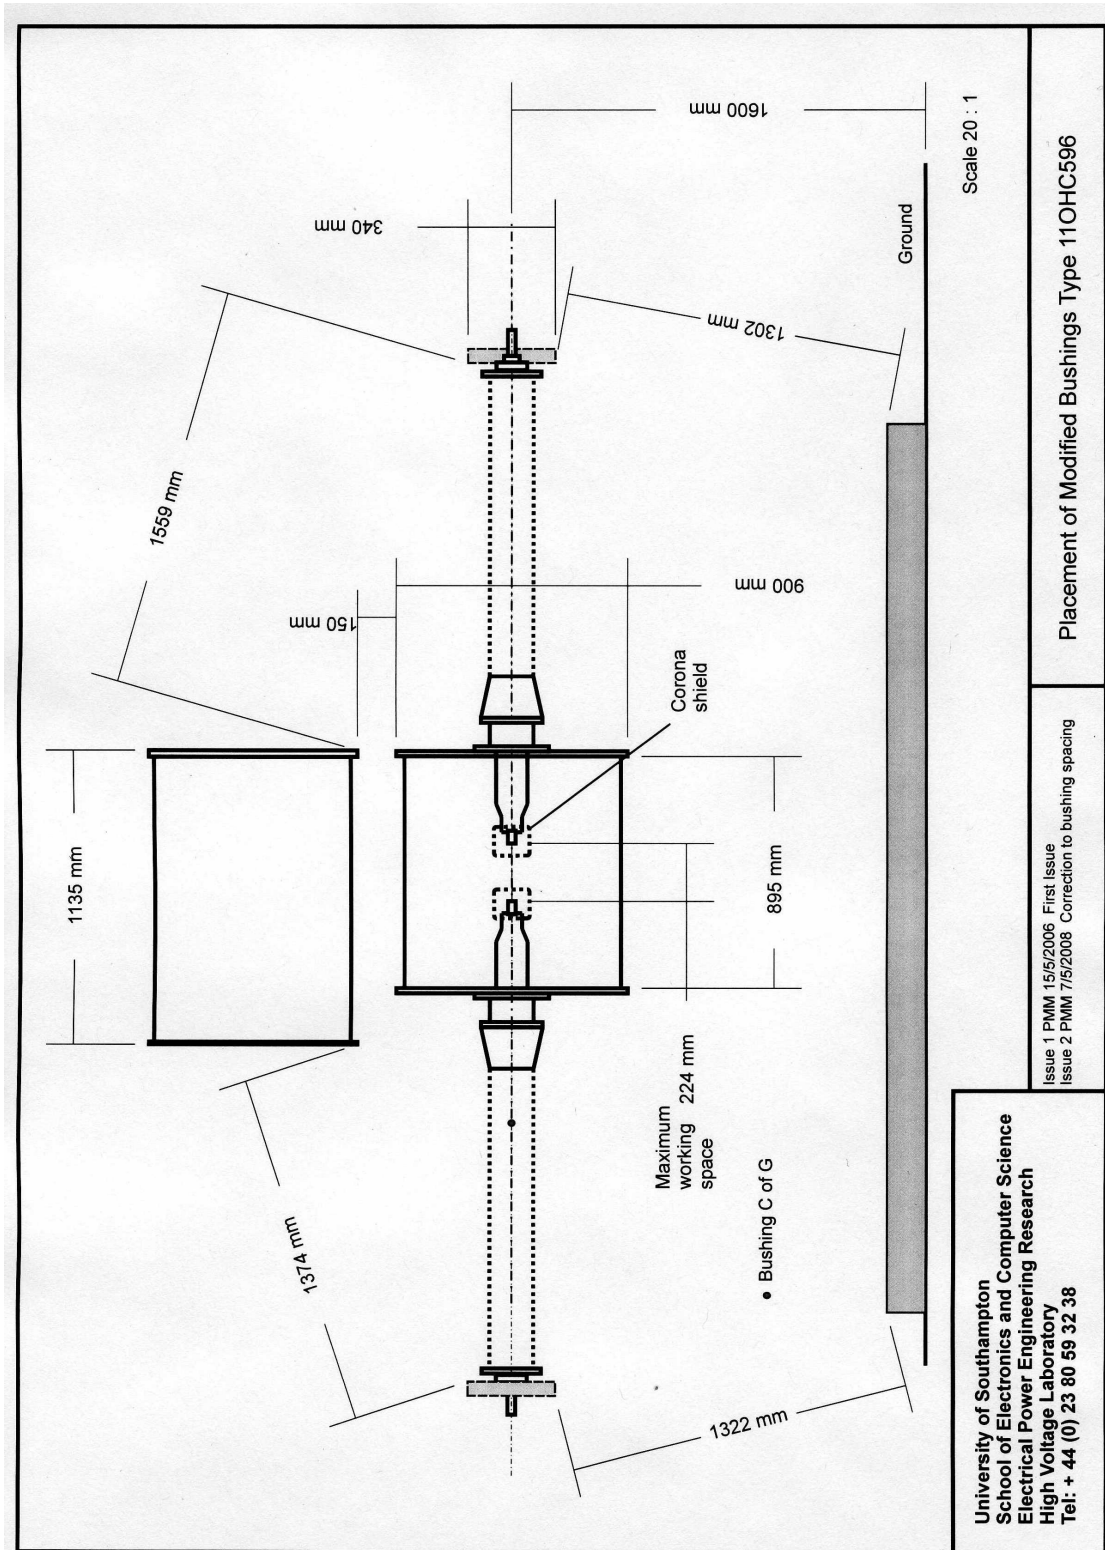 1135 mm
1559 mm
1374 mm
150 mm
340 mm
1600 mm
900 mm
1302 mm
Corona
shield
895 mm
Maximum
working 224 mm
space
• Bushing C of G
1322 mm
Ground
Scale 20 : 1
Placement of Modified Bushings Type 11OHC596
Issue 1 PMM 15/5/2006 First Issue
Issue 2 PMM 7/5/2008 Correction to bushing spacing
University of Southampton
School of Electronics and Computer Science
Electrical Power Engineering Research
High Voltage Laboratory
Tel: + 44 (0) 23 80 59 32 38